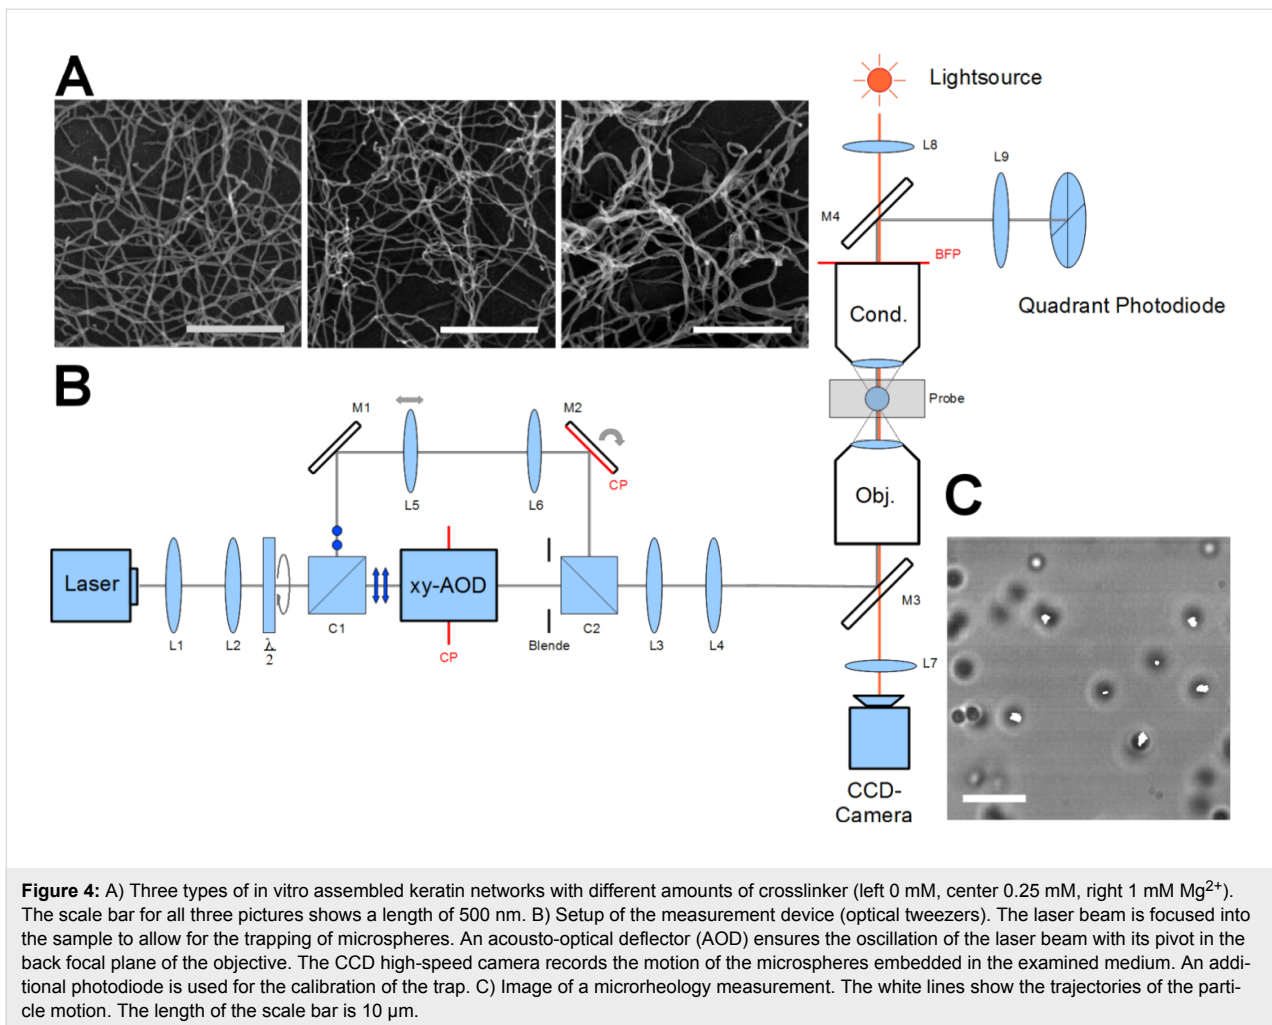 A
Lightsource
L8
L9
M4
BFP
Cond.
Quadrant Photodiode
B
M1
M2
Probe
CP
L5
L6
Obj.
C
Laser
xy-AOD
M3
L1
L2
λ
2
C1
CP
Blende
C2
L3
L4
L7
CCD-
Camera
Figure 4: A) Three types of in vitro assembled keratin networks with different amounts of crosslinker (left 0 mM, center 0.25 mM, right 1 mM Mg2+).
The scale bar for all three pictures shows a length of 500 nm. B) Setup of the measurement device (optical tweezers). The laser beam is focused into
the sample to allow for the trapping of microspheres. An acousto-optical deflector (AOD) ensures the oscillation of the laser beam with its pivot in the
back focal plane of the objective. The CCD high-speed camera records the motion of the microspheres embedded in the examined medium. An addi-
tional photodiode is used for the calibration of the trap. C) Image of a microrheology measurement. The white lines show the trajectories of the parti-
cle motion. The length of the scale bar is 10 μm.